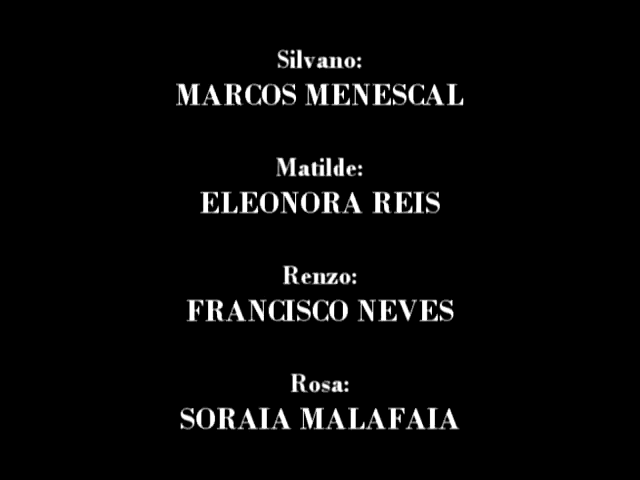 Silvano:
MARCOS MENESCAL
Matilde:
ELEONORA REIS
Renzo:
FRANCISCO NEVES
Rosa:
SORAIA MALAFAIA